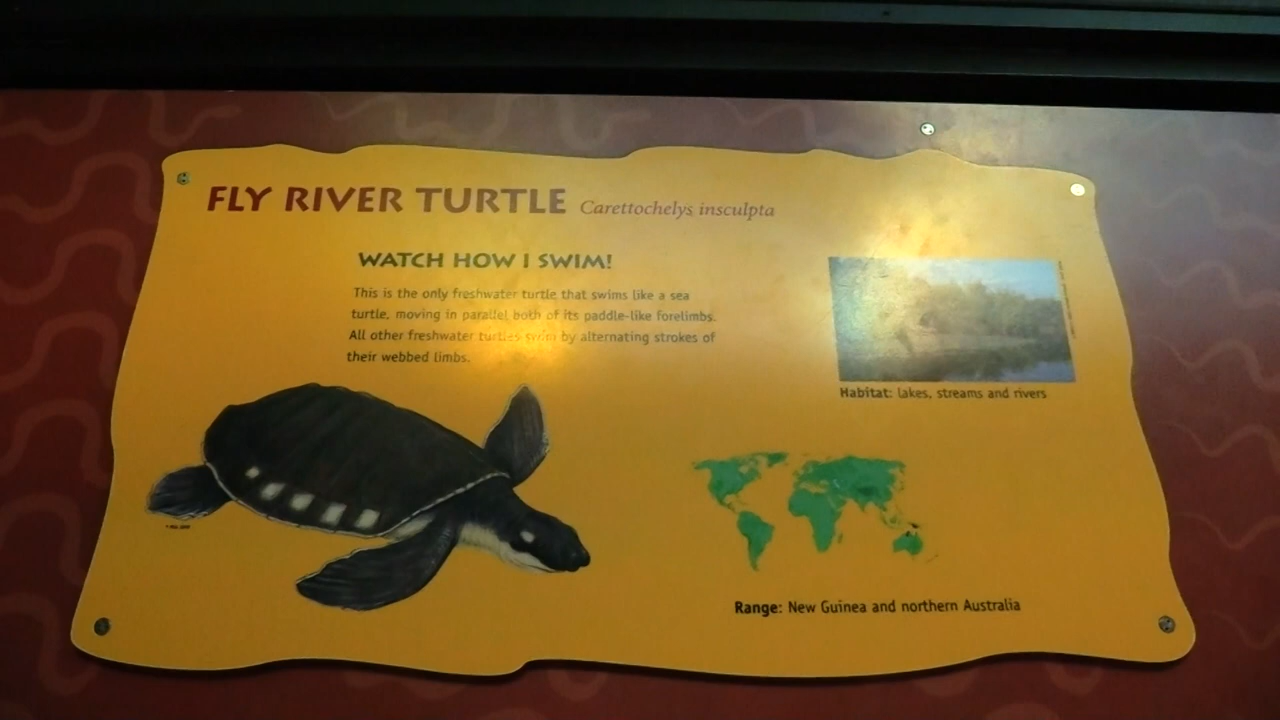 FLY RIVER TURTLE Carettochelys insculpta
WATCH HOW I SWIM!
This is the only freshwater turtle that swims like a sea
turtle, moving in parallel both of its paddle-like forelimbs.
All other freshwater turtles swim by alternating strokes of
their webbed limbs.
Habitat: lakes, streams and rivers
Range: New Guinea and northern Australia